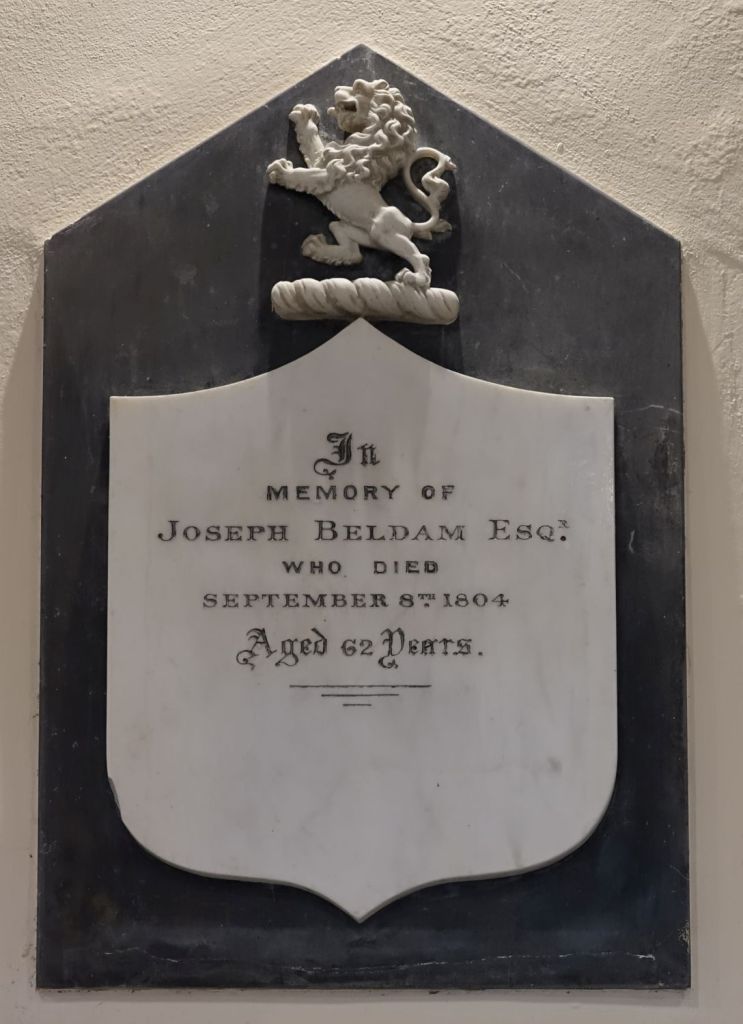 In
MEMORY OF
JOSEPH BELDAM ESQ.R
WHO DIED
SEPTEMBER 8TH 1804
Aged 62 Years.